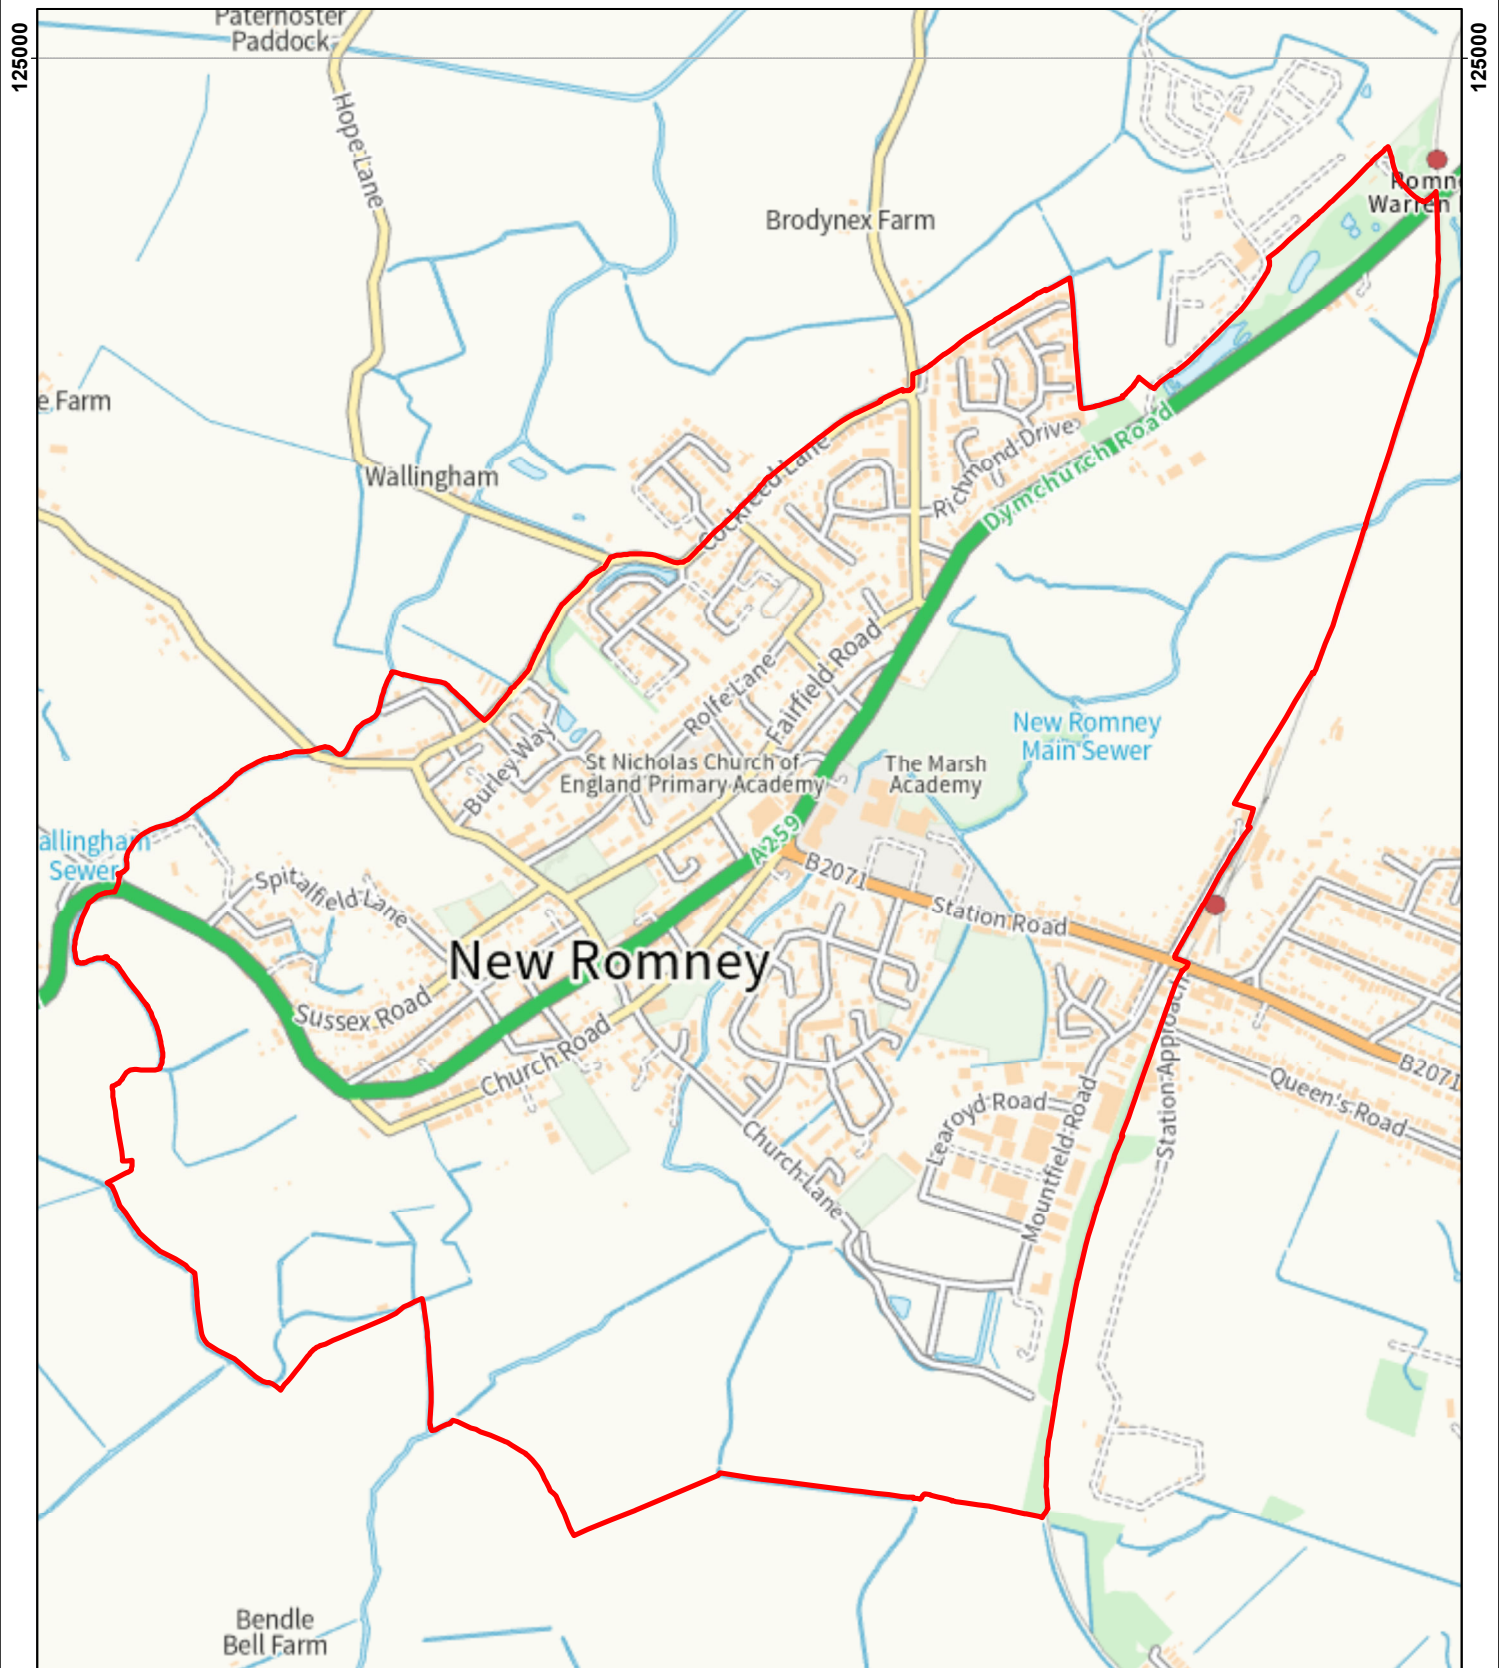 Paternoster
Paddock
125000
125000
Hope Lane
Romn
Warren
Brodynex Farm
e Farm
Wallingham
Cockreed Lane
Richmond Drive
Dymchurch Road
Fairfield Road
Rolfe Lane
New Romney
Main Sewer
Burley Way
St Nicholas Church of
England Primary Academy
The Marsh
Academy
allingham
Sewer
A259
B2071
Spitalfield Lane
Station Road
New Romney
Sussex Road
Church Road
Station Approach
B2071
Queen's Road
Learoyd Road
Mountfield Road
Church Lane
Bendle
Bell Farm